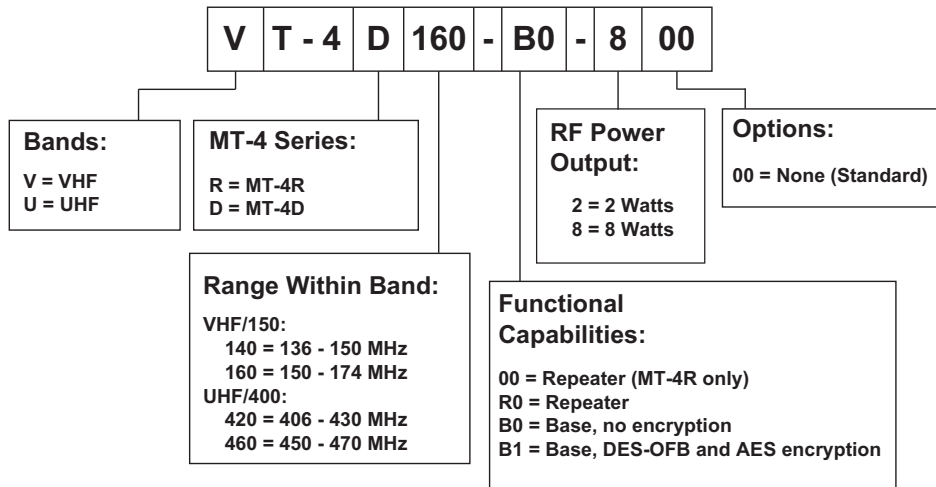 V T - 4 D 160 - B0 - 8 00
Bands:
V = VHF
U = UHF
MT-4 Series:
R = MT-4R
D = MT-4D
RF Power
Output:
2 = 2 Watts
8 = 8 Watts
Options:
00 = None (Standard)
Range Within Band:
VHF/150:
140 = 136 - 150 MHz
160 = 150 - 174 MHz
UHF/400:
420 = 406 - 430 MHz
460 = 450 - 470 MHz
Functional
Capabilities:
00 = Repeater (MT-4R only)
R0 = Repeater
B0 = Base, no encryption
B1 = Base, DES-OFB and AES encryption